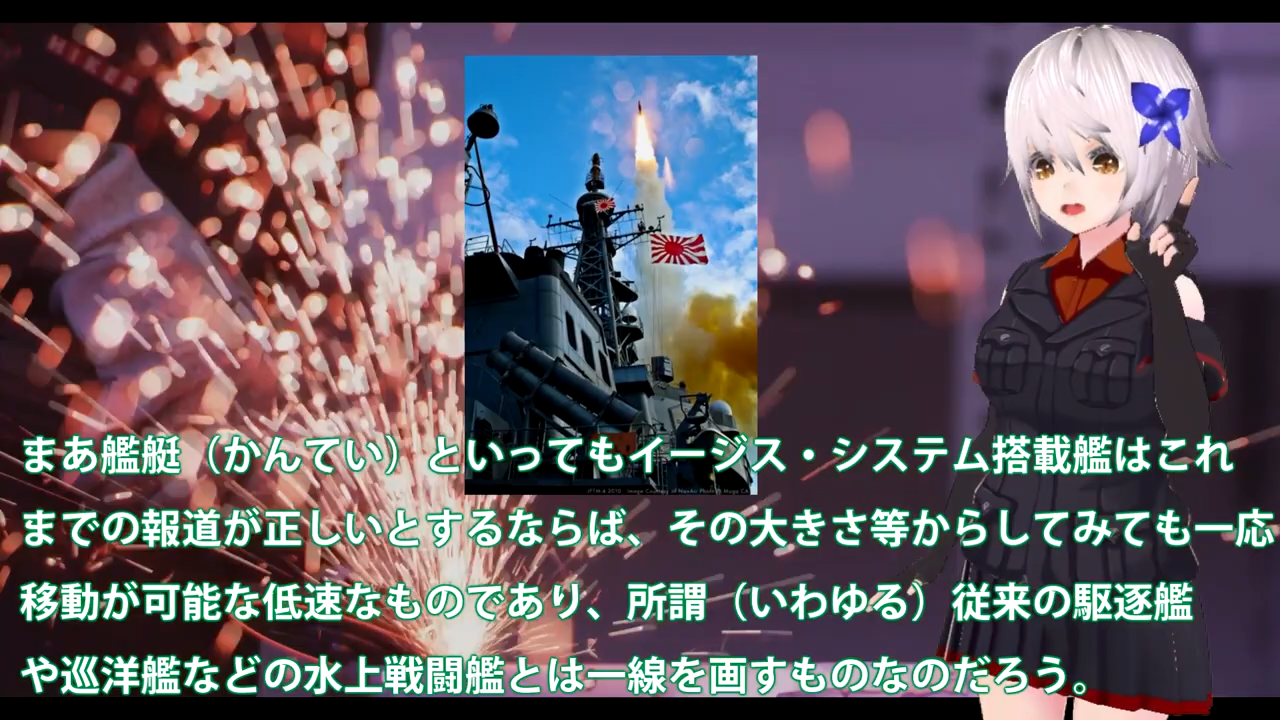 まあ艦艇（かんてい）といってもイージス・システム搭載艦はこれ
までの報道が正しいとするならば、その大きさ等からしてみても一応
移動が可能な低速なものであり、所謂（いわゆる）従来の駆逐艦
や巡洋艦などの水上戦闘艦とは一線を画すものなのだろう。